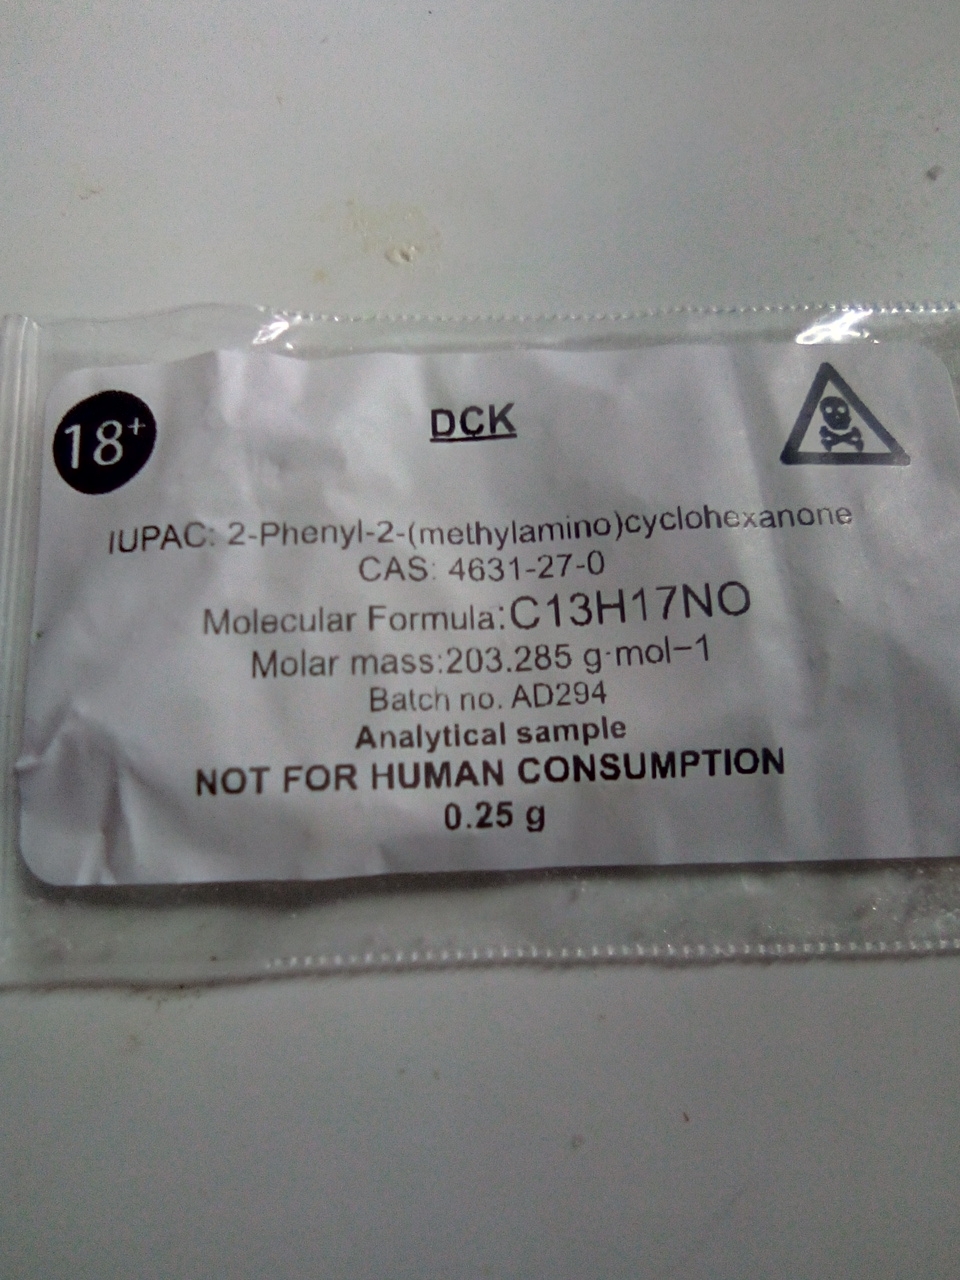 18+
DCK
IUPAC: 2-Phenyl-2-(methylamino)cyclohexanone
CAS: 4631-27-0
Molecular Formula:C13H17NO
Molar mass:203.285 g·mol−1
Batch no. AD294
Analytical sample
NOT FOR HUMAN CONSUMPTION
0.25 g